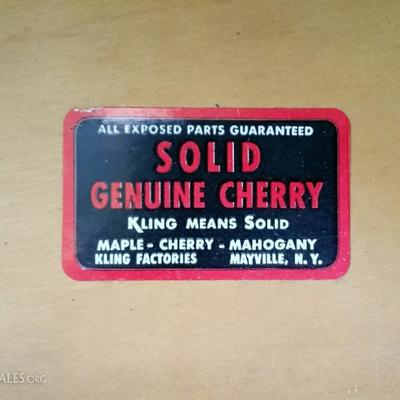 ALL EXPOSED PARTS GUARANTEED
SOLID
GENUINE CHERRY
KLING MEANS SOLID
MAPLE - CHERRY - MAHOGANY
KLING FACTORIES MAYVILLE, N.Y.
ALES.ORG